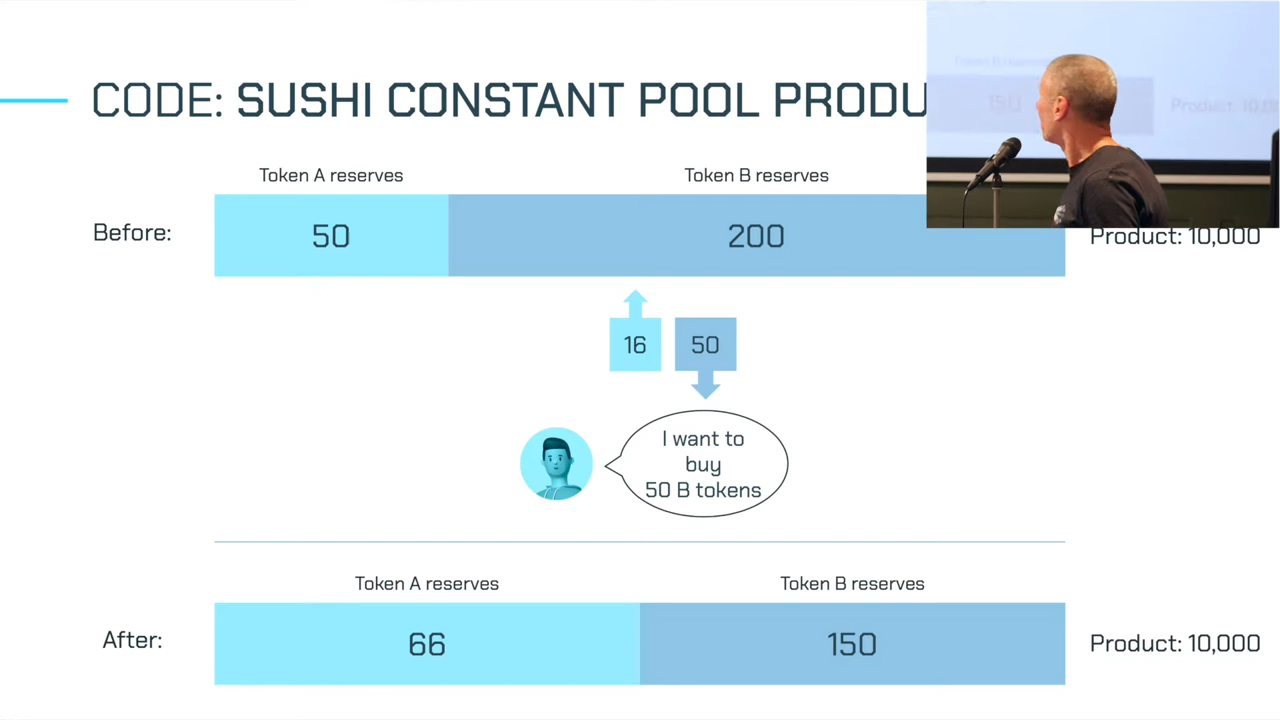 CODE: SUSHI CONSTANT POOL PRODU
Token A reserves
Token B reserves
Before:
50
200
Product: 10,000
16
50
I want to
buy
50 B tokens
Token A reserves
Token B reserves
After:
66
150
Product: 10,000